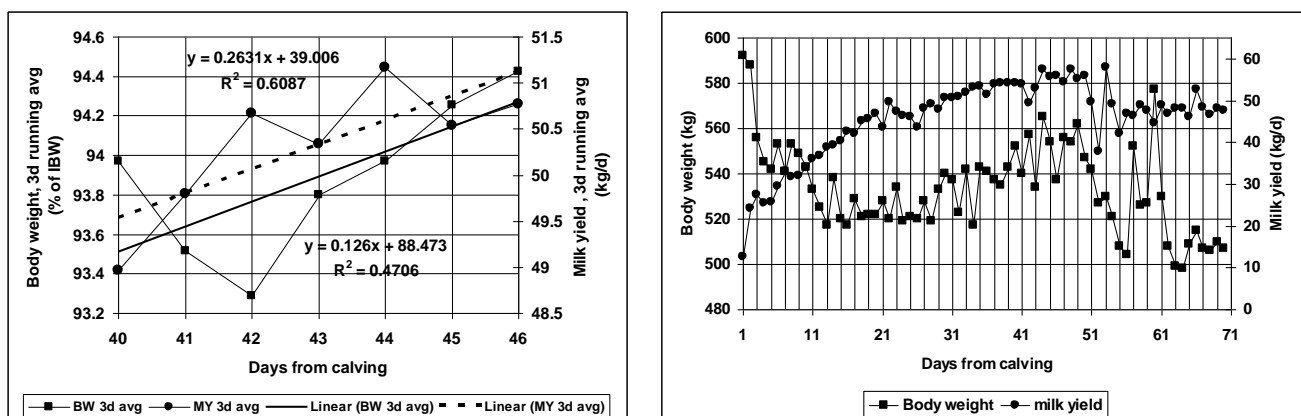 94.6
94.4
94.2
94
93.8
93.6
93.4
93.2
Body weight, 3d running avg
(% of IBW)
y = 0.2631x + 39.006
R2 = 0.6087
y = 0.126x + 88.473
R2 = 0.4706
51.5
51
50.5
50
49.5
49
48.5
Milk yield , 3d running avg
(kg/d)
40 41 42 43 44 45 46
Days from calving
BW 3d avg MY 3d avg Linear (BW 3d avg) Linear (MY 3d avg)
600
580
560
540
520
500
480
Body weight (kg)
60
50
40
30
20
10
0
Milk yield (kg/d)
1 11 21 31 41 51 61 71
Days from calving
Body weight milk yield